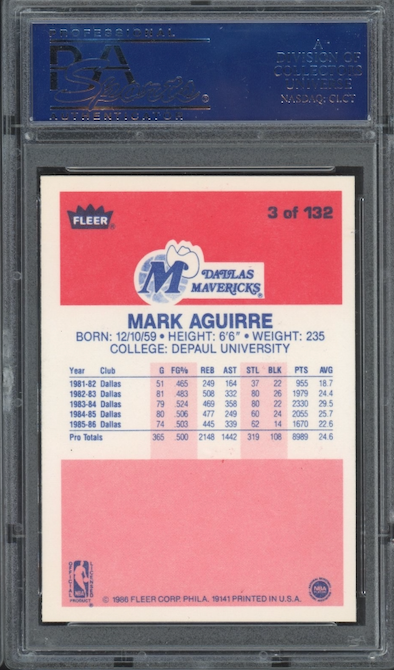 PROFESSIONAL
PSA
Sports®
AUTHENTICATOR
A
DIVISION OF
COLLECTORS
UNIVERSE
NASDAQ: CLCT
FLEER®
3 of 132
M DALLAS
MAVERICKS®
MARK AGUIRRE
BORN: 12/10/59 • HEIGHT: 6'6" • WEIGHT: 235
COLLEGE: DEPAUL UNIVERSITY
Year Club G FG% REB AST STL BLK PTS AVG
1981-82 Dallas 51 .465 249 164 37 22 955 18.7
1982-83 Dallas 81 .483 508 332 80 26 1979 24.4
1983-84 Dallas 79 .524 469 358 80 22 2330 29.5
1984-85 Dallas 80 .506 477 249 60 24 2055 25.7
1985-86 Dallas 74 .503 445 339 62 14 1670 22.6
Pro Totals 365 .500 2148 1442 319 108 8989 24.6
NBA
PRODUCT
© 1986 FLEER CORP. PHILA. 19141 PRINTED IN U.S.A.